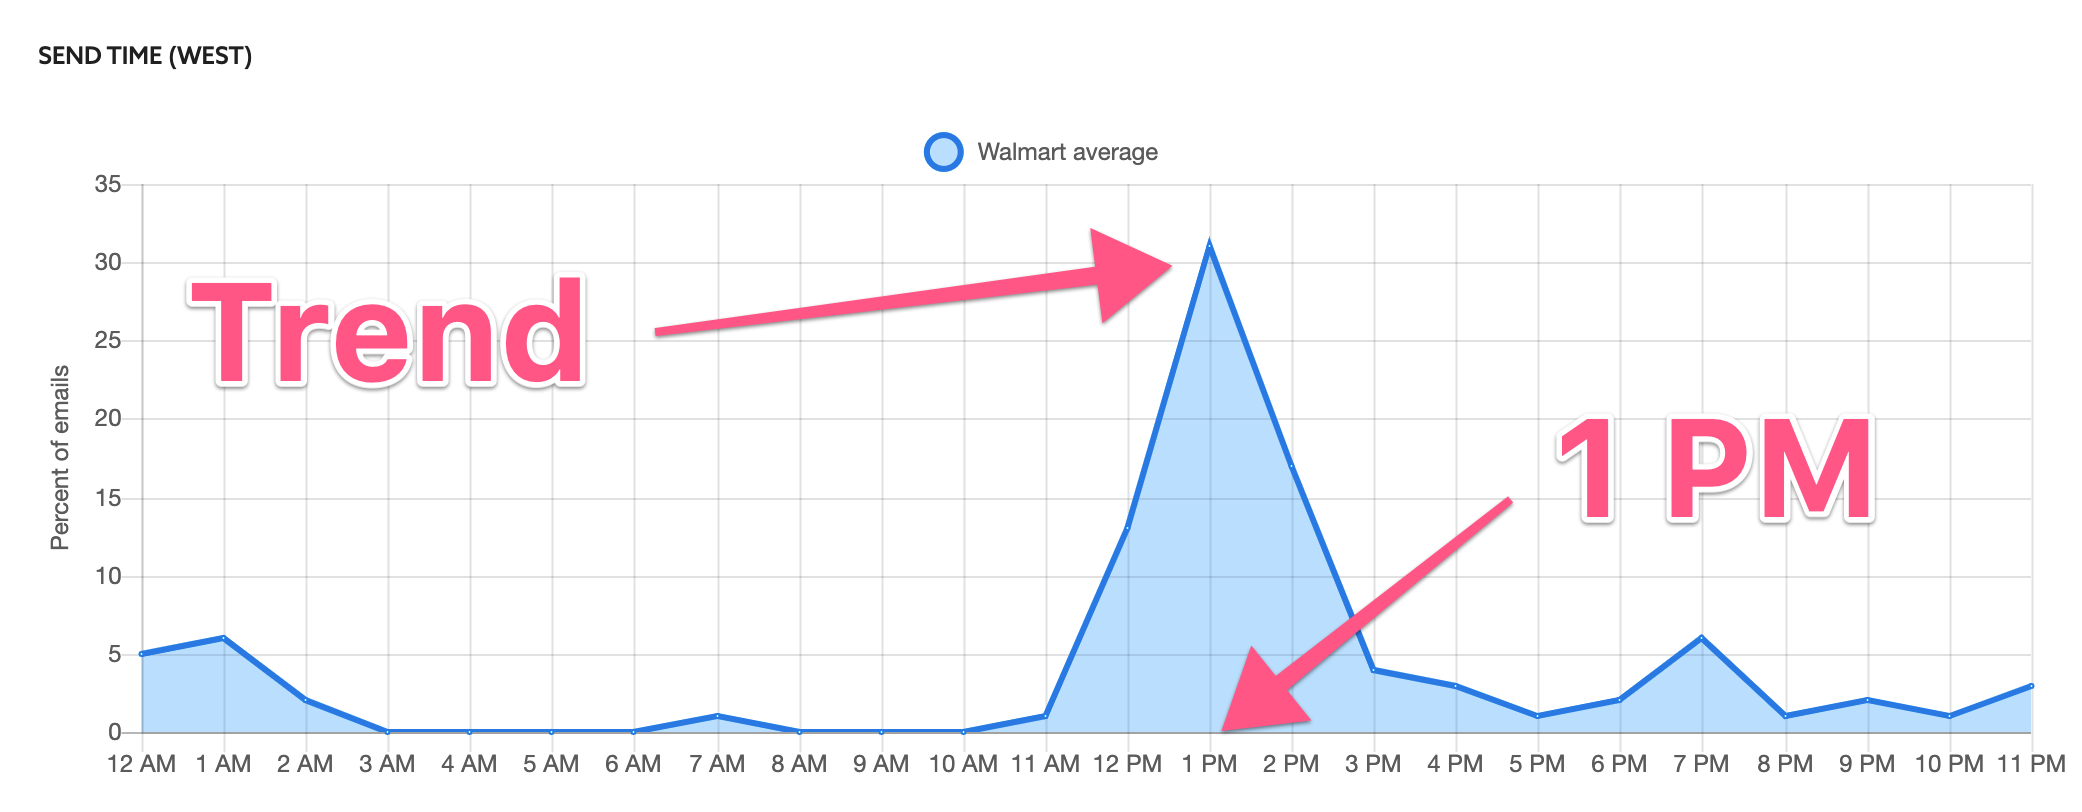 SEND TIME (WEST)
Walmart average
35
30
25
20
15
10
5
0
Percent of emails
Trend
1 PM
12 AM 1 AM 2 AM 3 AM 4 AM 5 AM 6 AM 7 AM 8 AM 9 AM 10 AM 11 AM 12 PM 1 PM 2 PM 3 PM 4 PM 5 PM 6 PM 7 PM 8 PM 9 PM 10 PM 11 PM